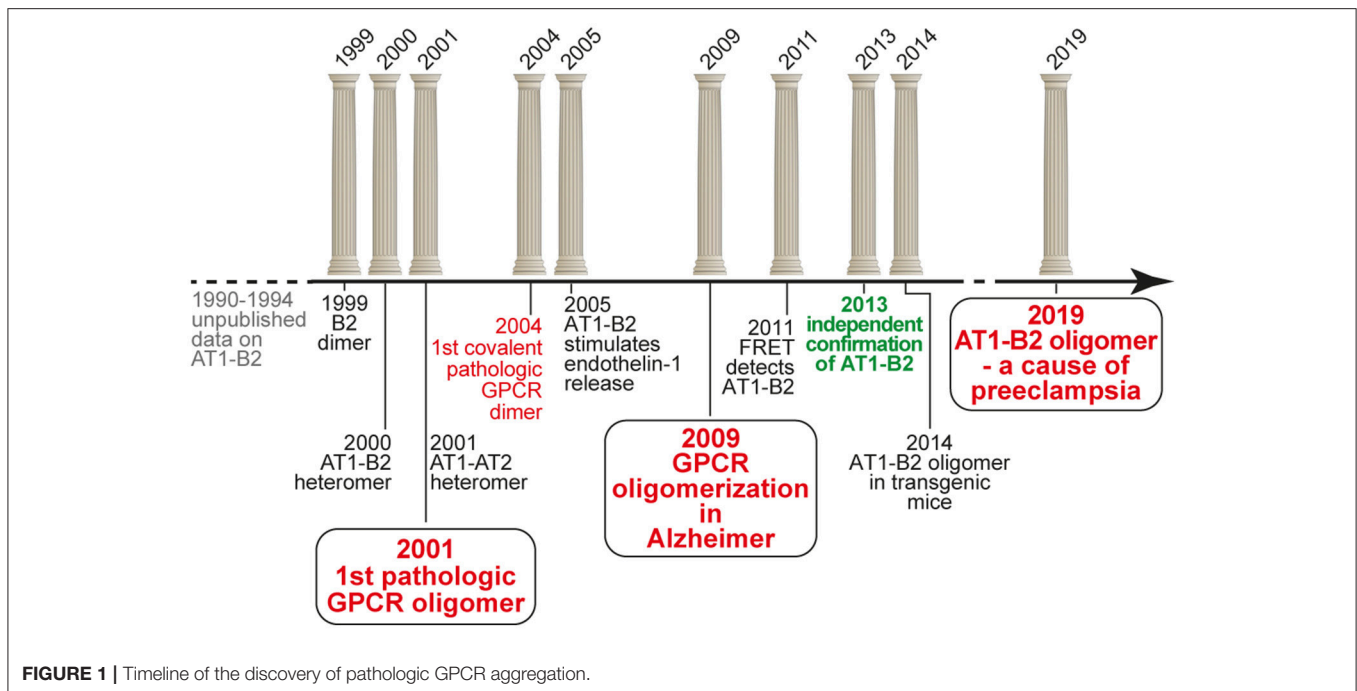 1999
2000
2001
2004
2005
2009
2011
2013
2014
2019
1990-1994
unpublished
data on
AT1-B2
1999
B2
dimer
2000
AT1-B2
heteromer
2001
AT1-AT2
heteromer
2001
1st pathologic
GPCR oligomer
2004
1st covalent
pathologic
GPCR
dimer
2005
AT1-B2
stimulates
endothelin-1
release
2009
GPCR
oligomerization
in
Alzheimer
2011
FRET
detects
AT1-B2
2013
independent
confirmation
of AT1-B2
2014
AT1-B2 oligomer
in transgenic
mice
2019
AT1-B2 oligomer
- a cause of
preeclampsia
FIGURE 1 | Timeline of the discovery of pathologic GPCR aggregation.